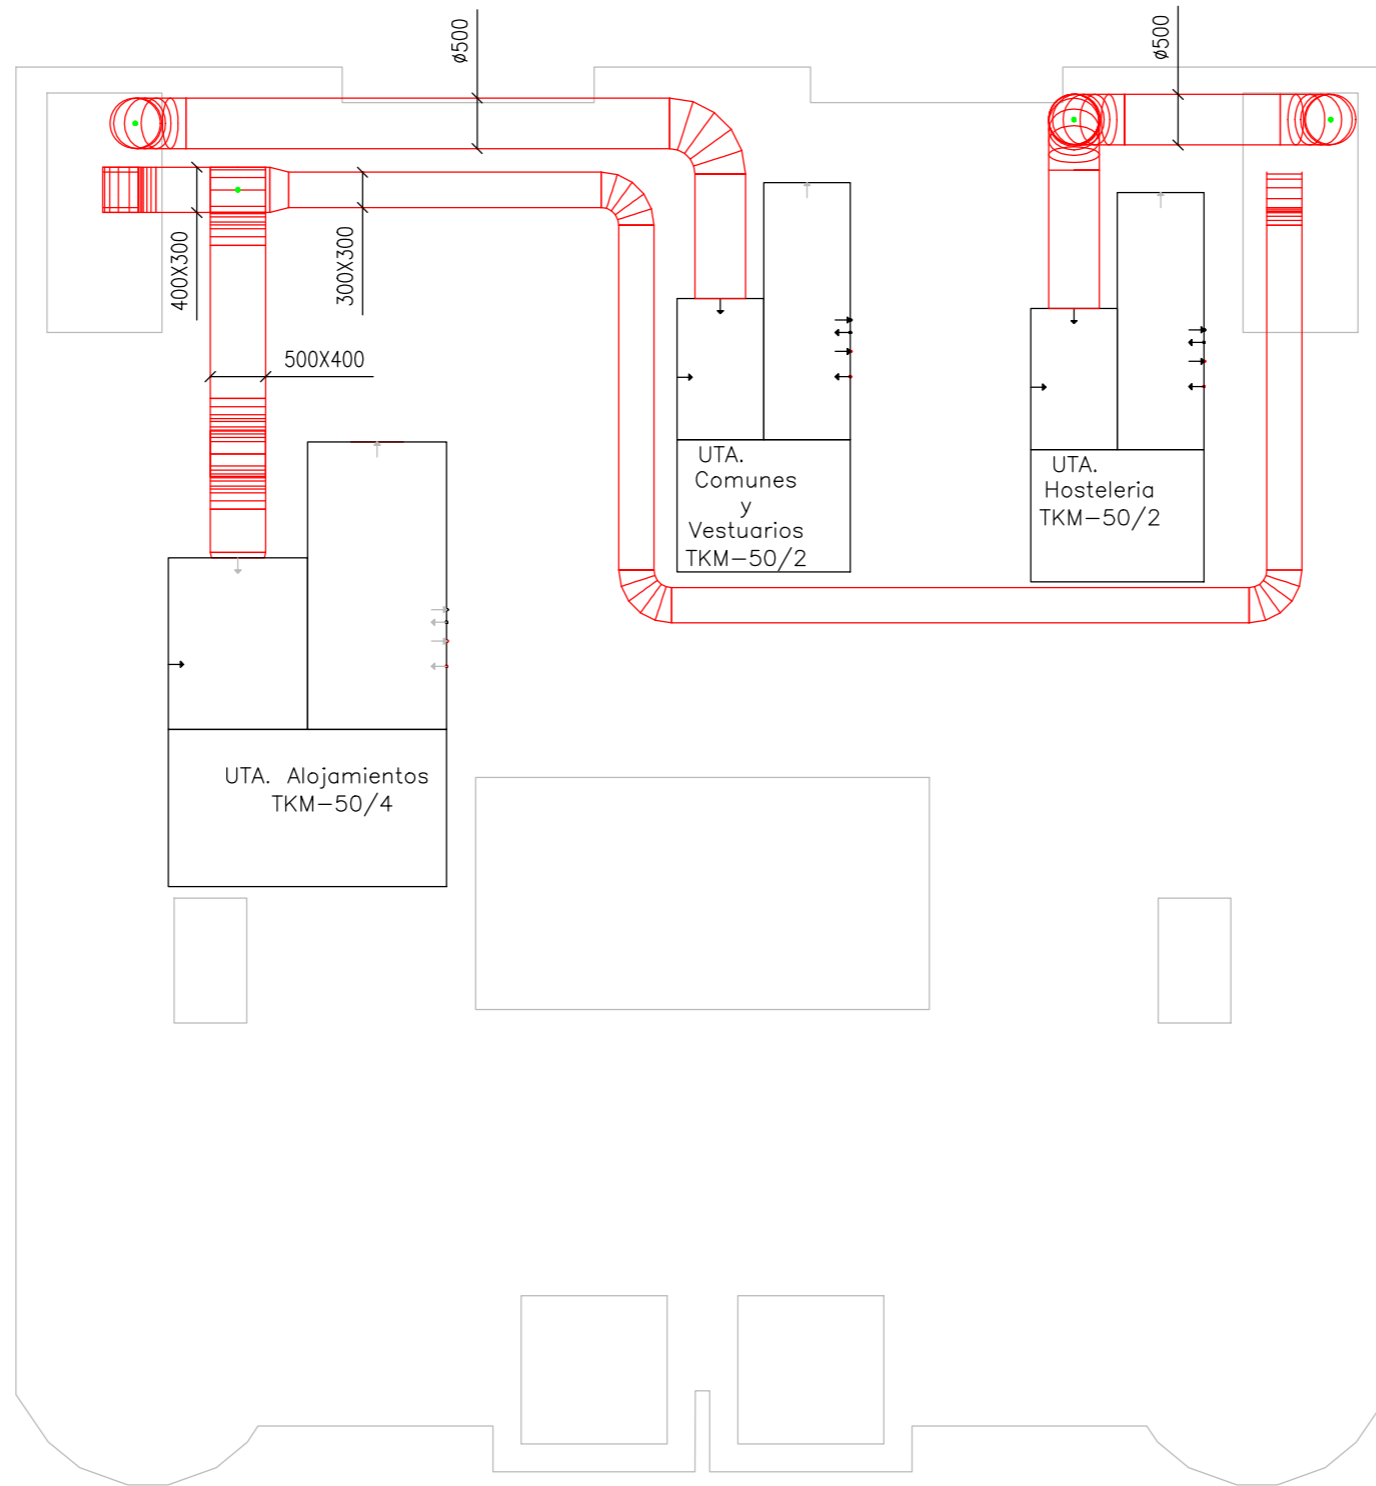 ø500
ø500
400X300
300X300
500X400
UTA.
Comunes
y
Vestuarios
TKM-50/2
UTA.
Hosteleria
TKM-50/2
UTA. Alojamientos
TKM-50/4